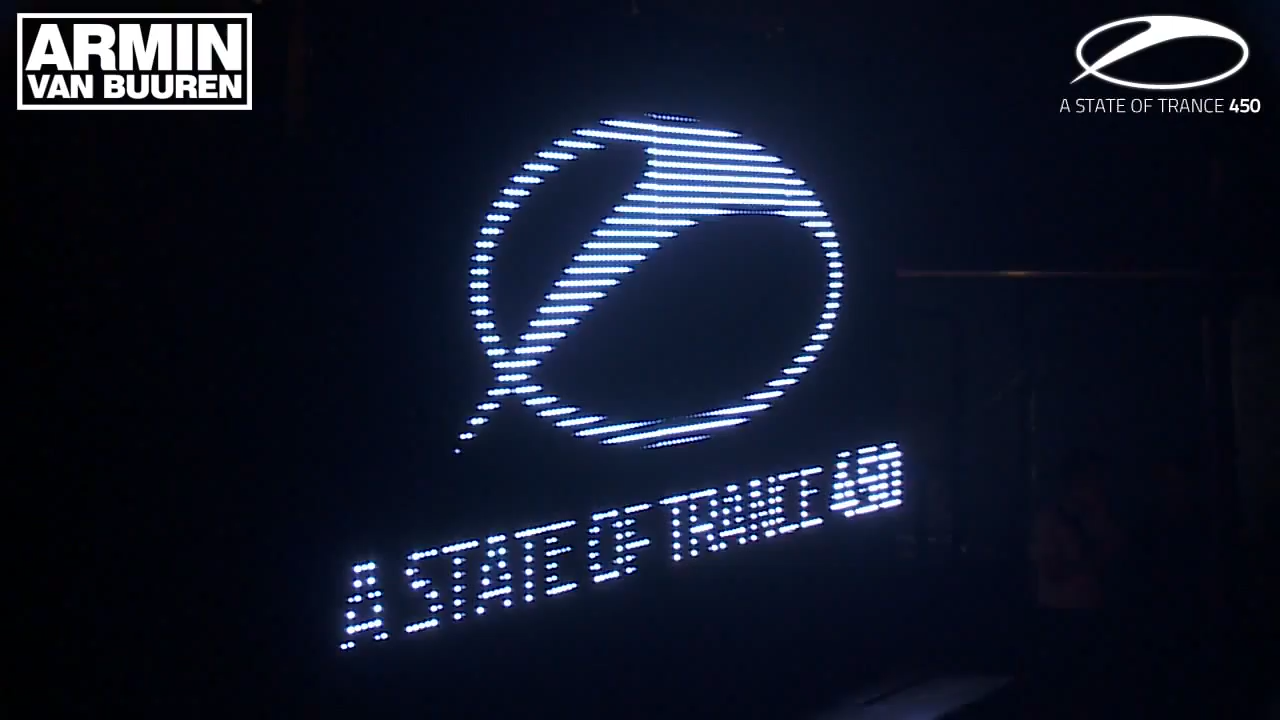 ARMIN
VAN BUUREN
A STATE OF TRANCE 450
A STATE OF TRANCE 450